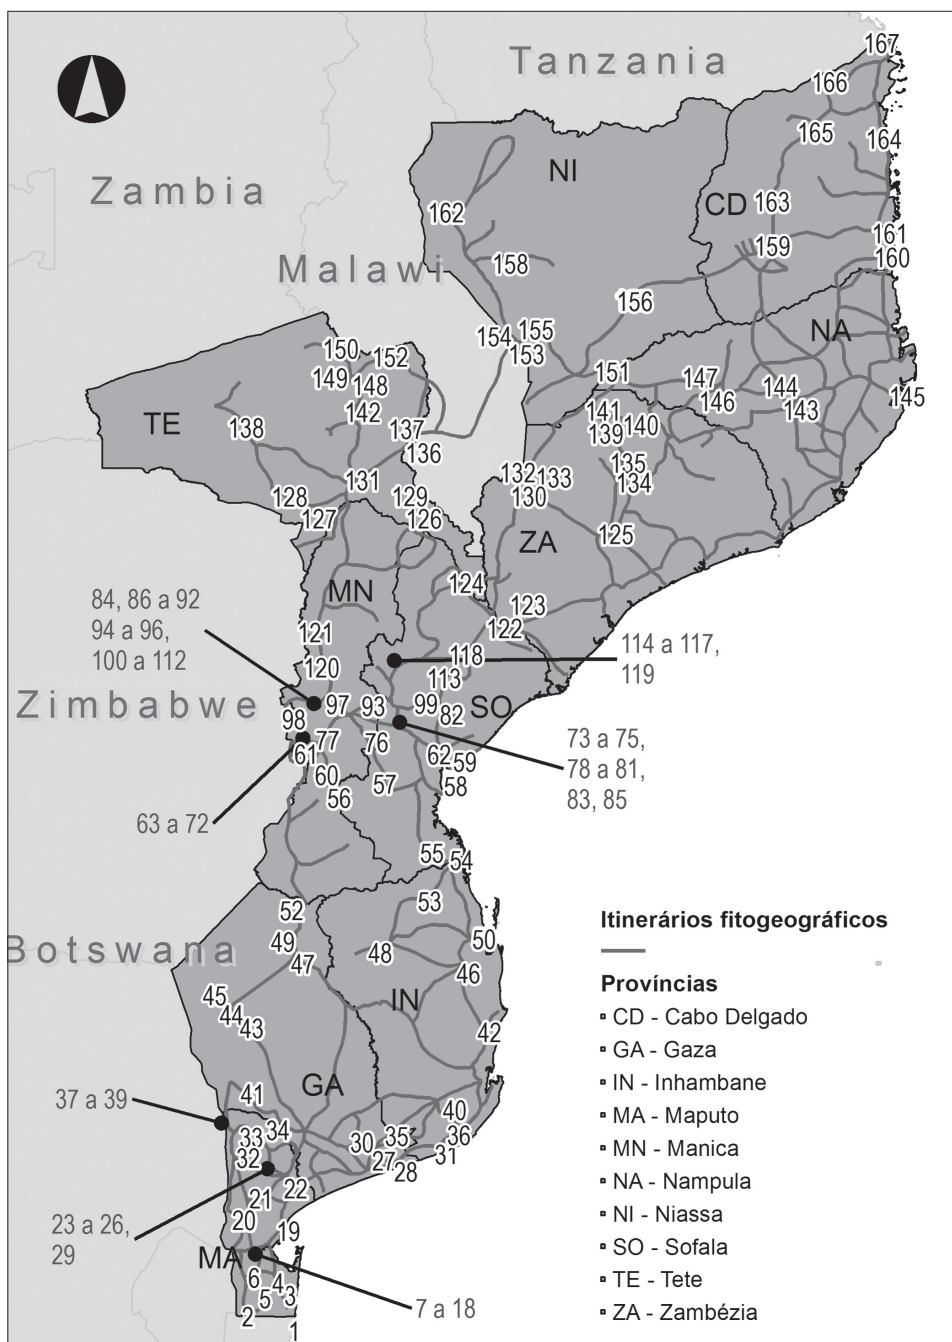 Tanzania
167
166
165
164
NI
Zambia
CD
163
162
161
159
160
158
Malawi
156
155
154
153
NA
150
152
149
148
151
147
146
144
143
145
142
141
140
139
TE
138
137
136
135
134
132
133
130
131
129
128
127
126
125
ZA
124
MN
84, 86 a 92
94 a 96,
100 a 112
123
122
121
120
118
114 a 117,
119
113
Zimbabwe
97
98
93
99
SO
82
77
76
61
62
59
58
73 a 75,
78 a 81,
83, 85
60
57
56
63 a 72
55
54
53
52
Itinerários fitogeográficos
Botswana
50
49
48
47
46
Províncias
CD - Cabo Delgado
GA - Gaza
IN - Inhambane
MA - Maputo
MN - Manica
NA - Nampula
NI - Niassa
SO - Sofala
TE - Tete
ZA - Zambézia
IN
45
44
43
42
GA
41
40
37 a 39
36
35
34
33
32
30
31
27
28
22
21
20
19
23 a 26,
29
MA
6
4
5
3
2
1
7 a 18